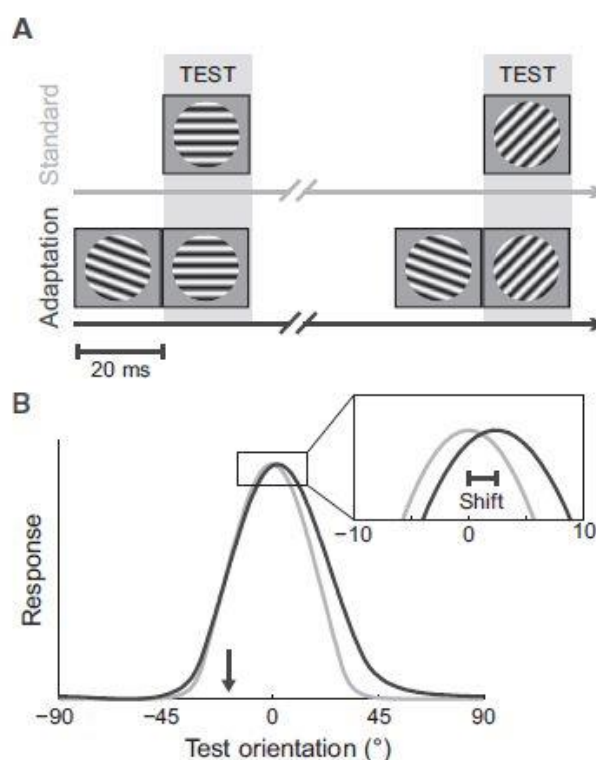 A
TEST TEST
Standard
Adaptation
20 ms
B
Response
Shift
−10 0 10
−90 −45 0 45 90
Test orientation (°)